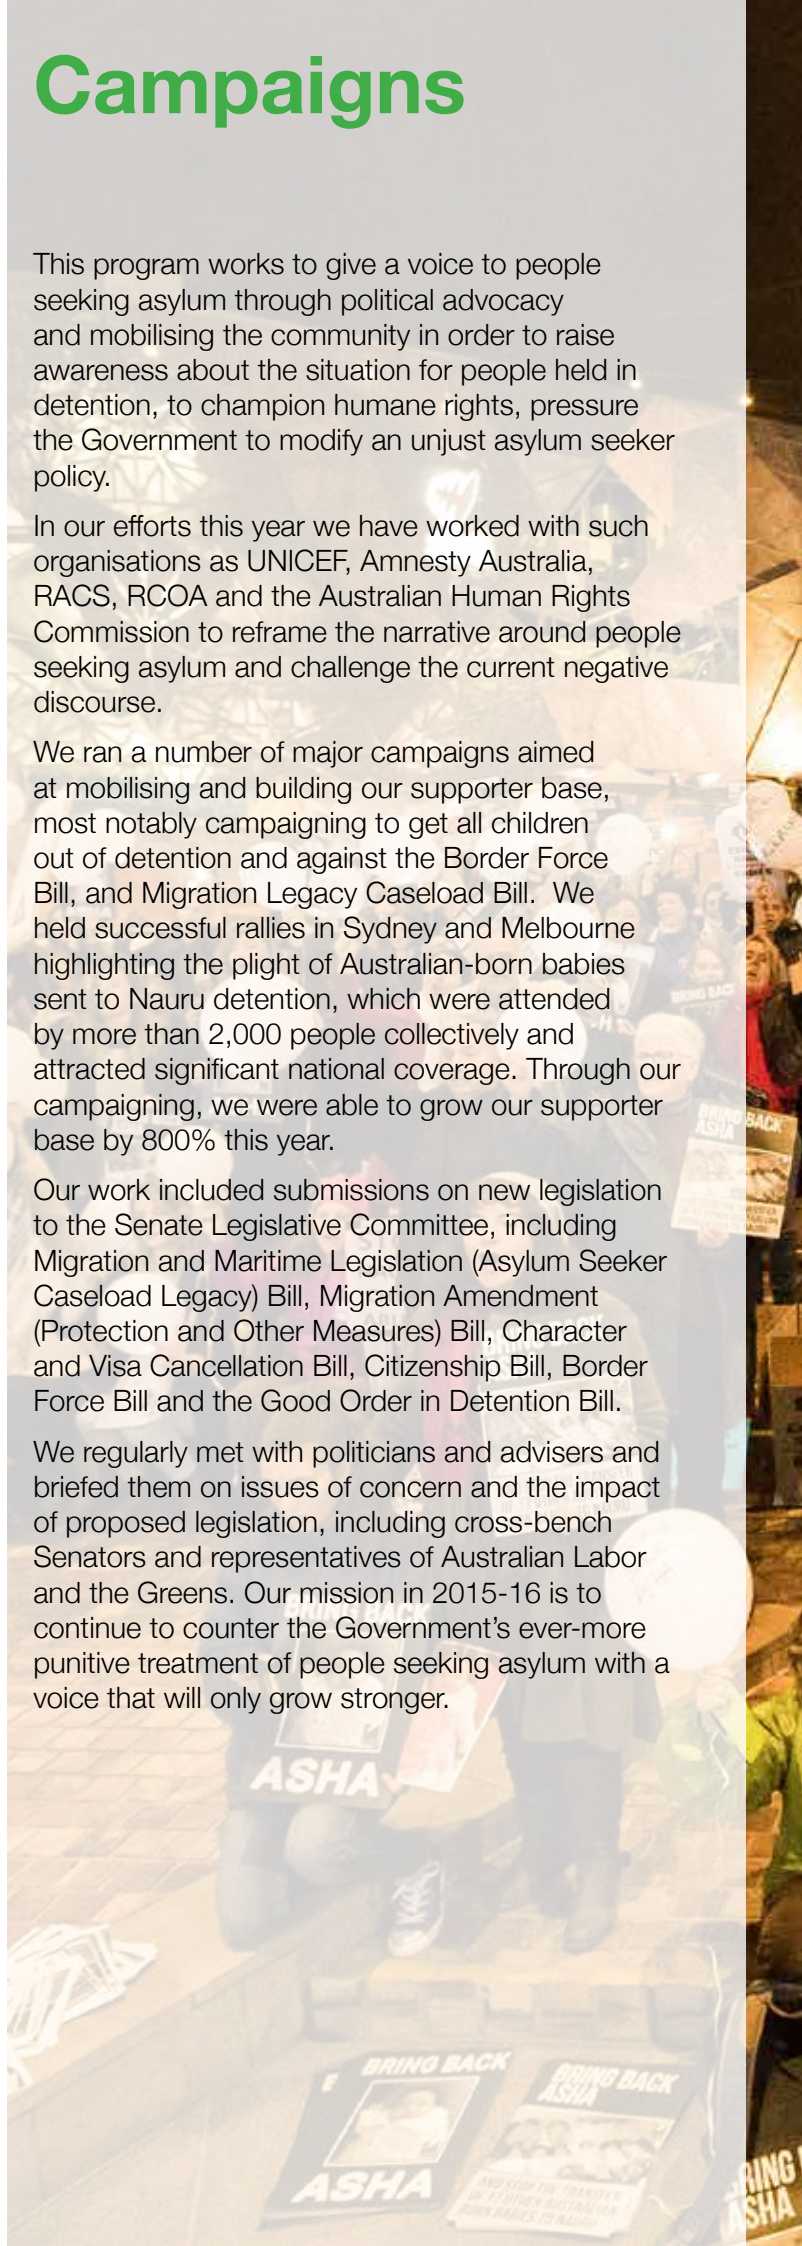 Campaigns
This program works to give a voice to people
seeking asylum through political advocacy
and mobilising the community in order to raise
awareness about the situation for people held in
detention, to champion humane rights, pressure
the Government to modify an unjust asylum seeker
policy.
In our efforts this year we have worked with such
organisations as UNICEF, Amnesty Australia,
RACS, RCOA and the Australian Human Rights
Commission to reframe the narrative around people
seeking asylum and challenge the current negative
discourse.
We ran a number of major campaigns aimed
at mobilising and building our supporter base,
most notably campaigning to get all children
out of detention and against the Border Force
Bill, and Migration Legacy Caseload Bill.  We
held successful rallies in Sydney and Melbourne
highlighting the plight of Australian-born babies
sent to Nauru detention, which were attended
by more than 2,000 people collectively and
attracted significant national coverage. Through our
campaigning, we were able to grow our supporter
base by 800% this year.
Our work included submissions on new legislation
to the Senate Legislative Committee, including
Migration and Maritime Legislation (Asylum Seeker
Caseload Legacy) Bill, Migration Amendment
(Protection and Other Measures) Bill, Character
and Visa Cancellation Bill, Citizenship Bill, Border
Force Bill and the Good Order in Detention Bill.
We regularly met with politicians and advisers and
briefed them on issues of concern and the impact
of proposed legislation, including cross-bench
Senators and representatives of Australian Labor
and the Greens. Our mission in 2015-16 is to
continue to counter the Government's ever-more
punitive treatment of people seeking asylum with a
voice that will only grow stronger.
BRING BACK
ASHA
BRING BACK
ASHA
BRING BACK
ASHA
BRING BACK
ASHA
AND STOP THE TRANSFER
OF 17 OTHER AUSTRALIAN
BORN BABIES TO NAURU